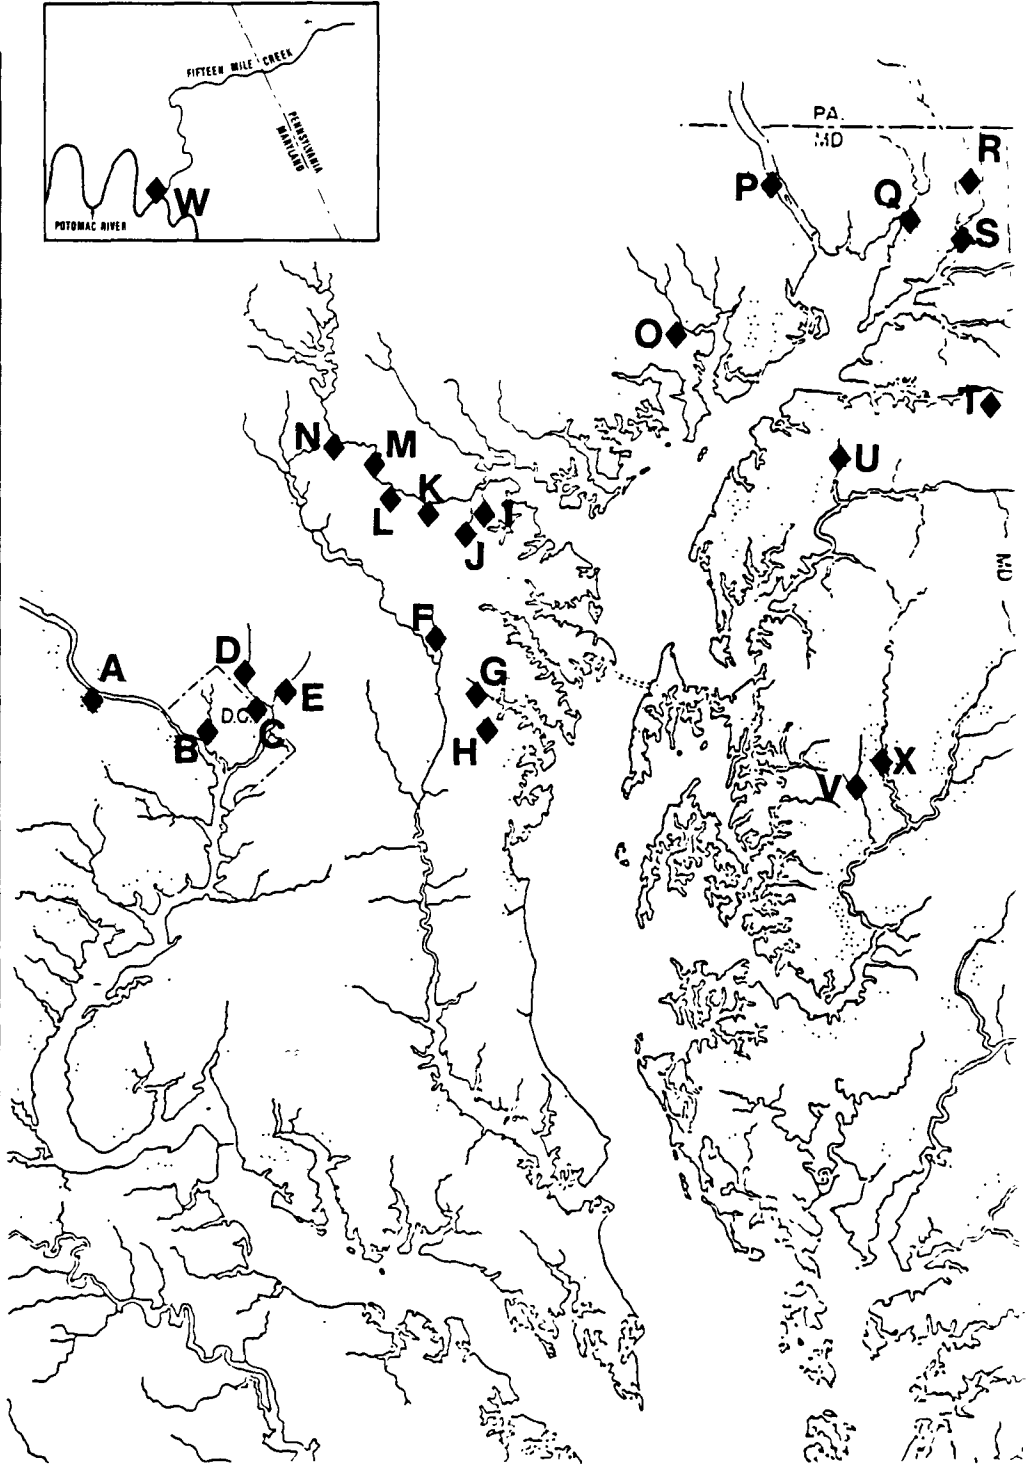 FIFTEEN MILE CREEK
PENNSYLVANIA
MARYLAND
W
POTOMAC RIVER
PA.
MD
R
P
Q
S
O
T
N
M
U
K
L
I
J
MD
F
D
A
G
E
D.C.
C
B
H
X
V